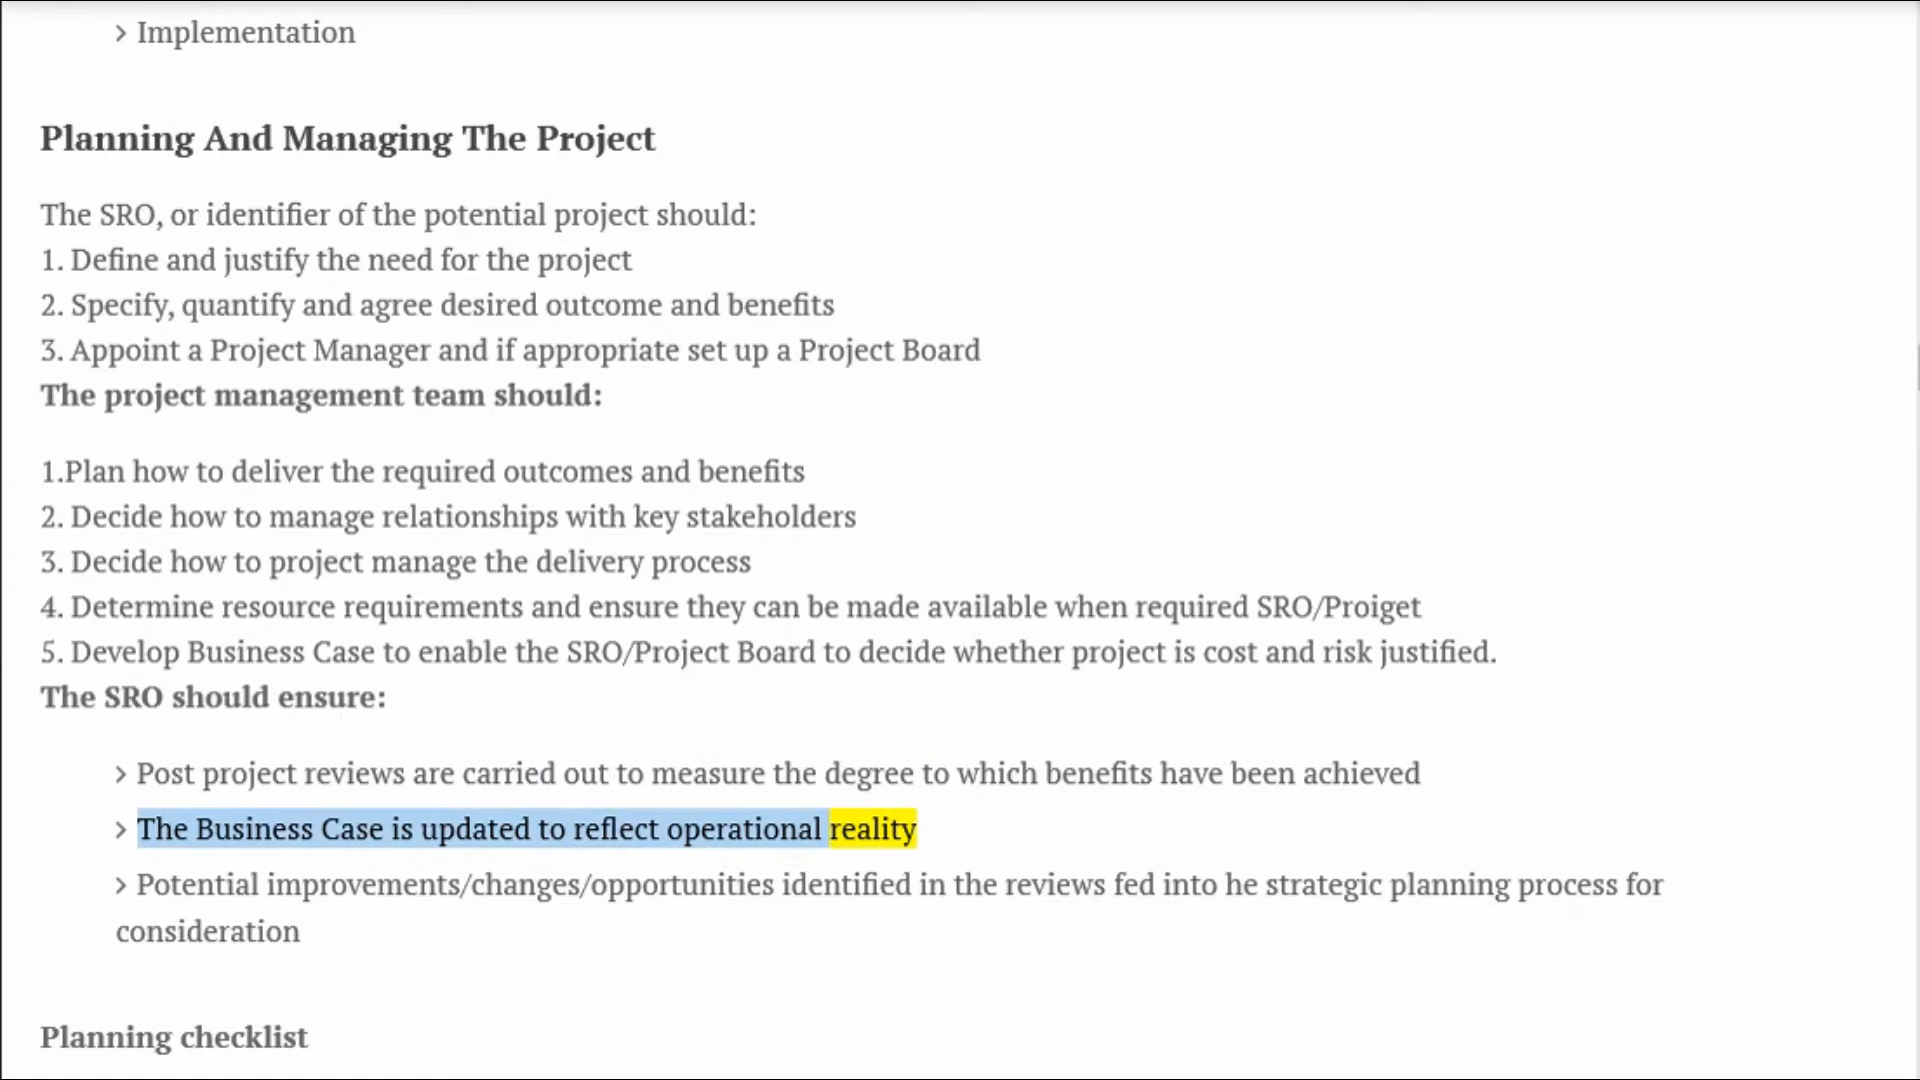 > Implementation
Planning And Managing The Project
The SRO, or identifier of the potential project should:
1. Define and justify the need for the project
2. Specify, quantify and agree desired outcome and benefits
3. Appoint a Project Manager and if appropriate set up a Project Board
The project management team should:
1.Plan how to deliver the required outcomes and benefits
2. Decide how to manage relationships with key stakeholders
3. Decide how to project manage the delivery process
4. Determine resource requirements and ensure they can be made available when required SRO/Proiget
5. Develop Business Case to enable the SRO/Project Board to decide whether project is cost and risk justified.
The SRO should ensure:
> Post project reviews are carried out to measure the degree to which benefits have been achieved
> The Business Case is updated to reflect operational reality
> Potential improvements/changes/opportunities identified in the reviews fed into he strategic planning process for
consideration
Planning checklist